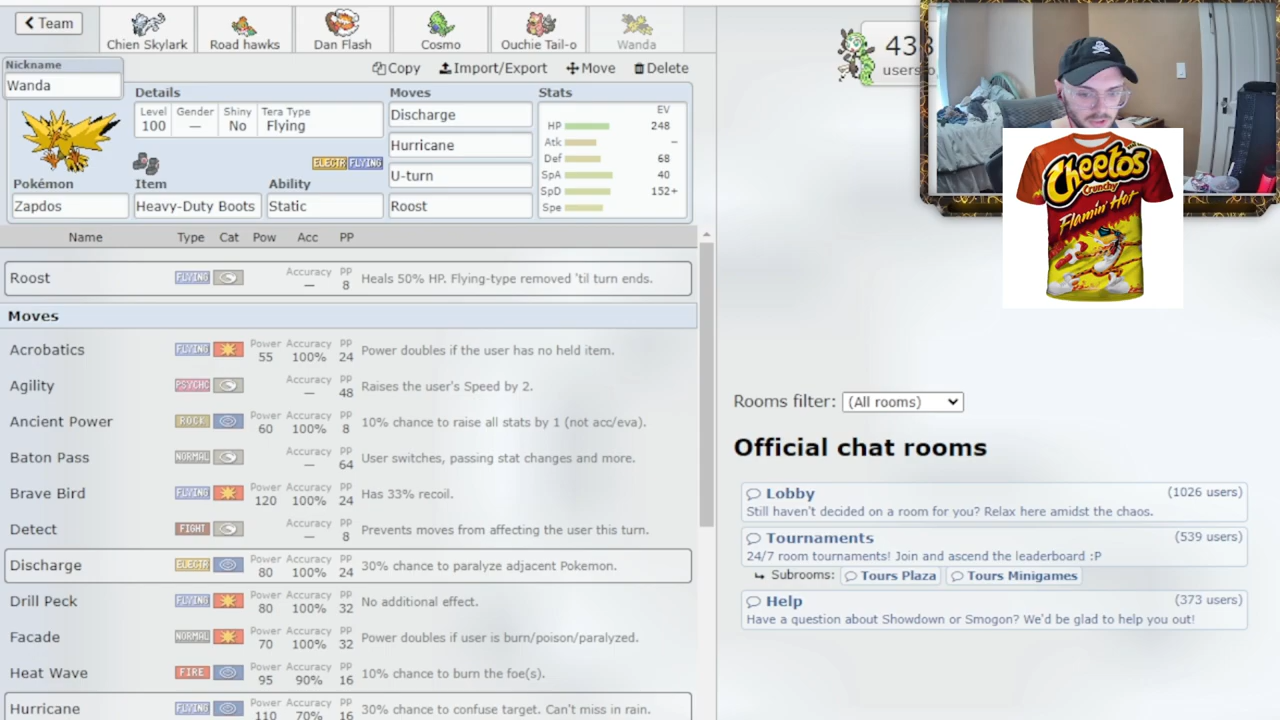 Team
Chien Skylark
Road hawks
Dan Flash
Cosmo
Ouchie Tail-o
Wanda
Nickname
Wanda
Copy Import/Export Move Delete
Details
Level Gender Shiny Tera Type
100 — No Flying
ELECTR FLYING
Pokémon Item Ability
Zapdos Heavy-Duty Boots Static
Moves
Discharge
Hurricane
U-turn
Roost
Stats
EV
HP 248
Atk –
Def 68
SpA 40
SpD 152+
Spe
438
users o
Cheetos
Crunchy
Flamin' Hot
Name Type Cat Pow Acc PP
Roost FLYING Accuracy — PP 8 Heals 50% HP. Flying-type removed 'til turn ends.
Moves
Acrobatics FLYING Power 55 Accuracy 100% PP 24 Power doubles if the user has no held item.
Agility PSYCHC Accuracy — PP 48 Raises the user's Speed by 2.
Ancient Power ROCK Power 60 Accuracy 100% PP 8 10% chance to raise all stats by 1 (not acc/eva).
Baton Pass NORMAL Accuracy — PP 64 User switches, passing stat changes and more.
Brave Bird FLYING Power 120 Accuracy 100% PP 24 Has 33% recoil.
Detect FIGHT Accuracy — PP 8 Prevents moves from affecting the user this turn.
Discharge ELECTR Power 80 Accuracy 100% PP 24 30% chance to paralyze adjacent Pokemon.
Drill Peck FLYING Power 80 Accuracy 100% PP 32 No additional effect.
Facade NORMAL Power 70 Accuracy 100% PP 32 Power doubles if user is burn/poison/paralyzed.
Heat Wave FIRE Power 95 Accuracy 90% PP 16 10% chance to burn the foe(s).
Hurricane FLYING Power 110 Accuracy 70% PP 16 30% chance to confuse target. Can't miss in rain.
Rooms filter: (All rooms)
Official chat rooms
Lobby (1026 users)
Still haven't decided on a room for you? Relax here amidst the chaos.
Tournaments (539 users)
24/7 room tournaments! Join and ascend the leaderboard :P
Subrooms: Tours Plaza Tours Minigames
Help (373 users)
Have a question about Showdown or Smogon? We'd be glad to help you out!